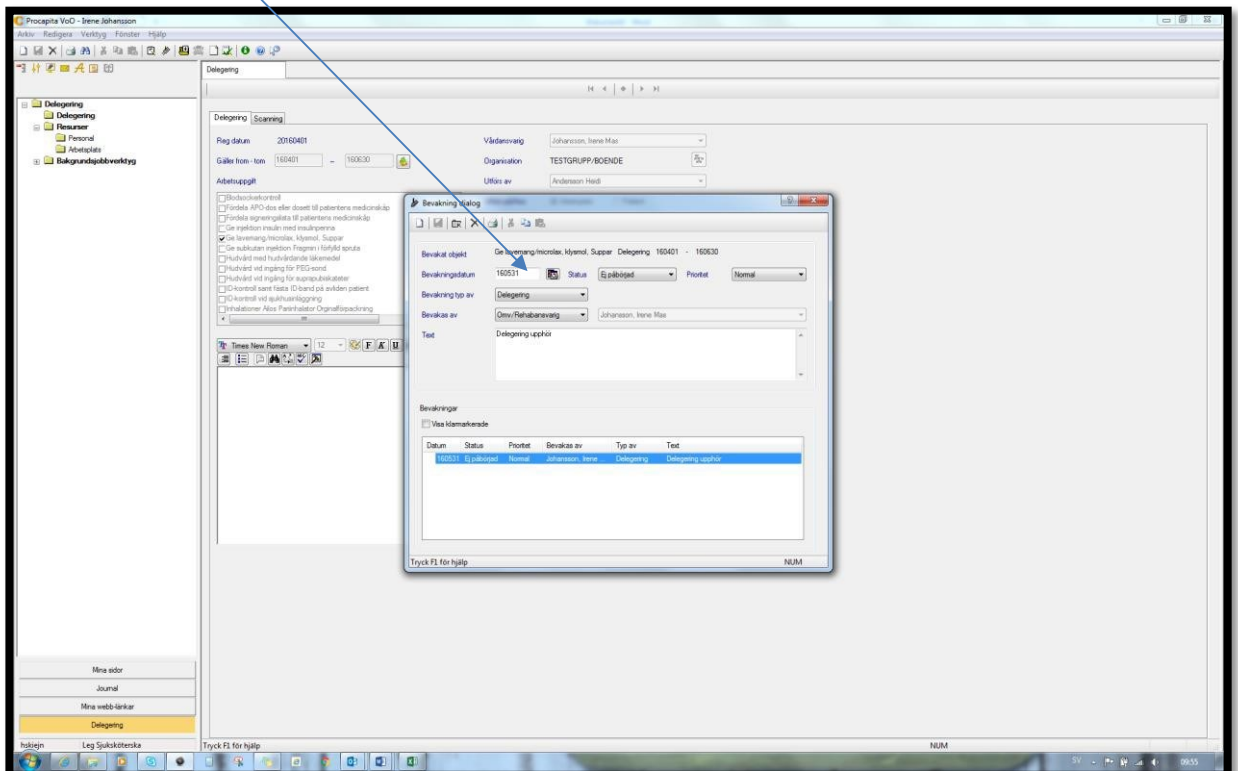 Procapita VoO - Irene Johansson
Arkiv Redigera Verktyg Fönster Hjälp
Delegering
Delegering
Resurser
Personal
Arbetsplats
Bakgrundsjobbverktyg
Mina sidor
Journal
Mina webb-länkar
Delegering
hskiejn Leg Sjuksköterska
Delegering
Delegering Scanning
Reg datum 20160401 Vårdansvarig Johansson, Irene Mas
Gäller from - tom 160401 - 160630 Organisation TESTGRUPP/BOENDE
Arbetsuppgift Utförs av Andersson Heidi
Blodsockerkontroll
Fördela APO-dos eller dosett till patientens medicinskåp
Fördela signeringslista till patientens medicinskåp
Ge injektion insulin med insulinpenna
Ge lavemang/microlax, klysmol, Suppar
Ge subkutan injektion Fragmin i förfylld spruta
Hudvård med hudvårdande läkemedel
Hudvård vid ingång för PEG-sond
Hudvård vid ingång för suprapubiskateter
ID-kontroll samt fästa ID-band på avliden patient
ID-kontroll vid sjukhusinläggning
Inhalationer Airos Paninhalator Orginalförpackning
Times New Roman 12 F K U
Bevakning dialog
Bevakat objekt Ge lavemang/microlax, klysmol, Suppar Delegering 160401 - 160630
Bevakningsdatum 160531 Status Ej påbörjad Prioritet Normal
Bevakning typ av Delegering
Bevakas av Omv/Rehabansvarig Johansson, Irene Mas
Text Delegering upphör
Bevakningar
Visa klarmarkerade
Datum Status Prioritet Bevakas av Typ av Text
160531 Ej påbörjad Normal Johansson, Irene ... Delegering Delegering upphör
Tryck F1 för hjälp NUM
Tryck F1 för hjälp NUM
SV 09:55